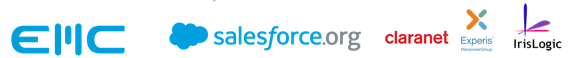 EMC
salesforce.org
claranet
Experis
ManpowerGroup
IrisLogic